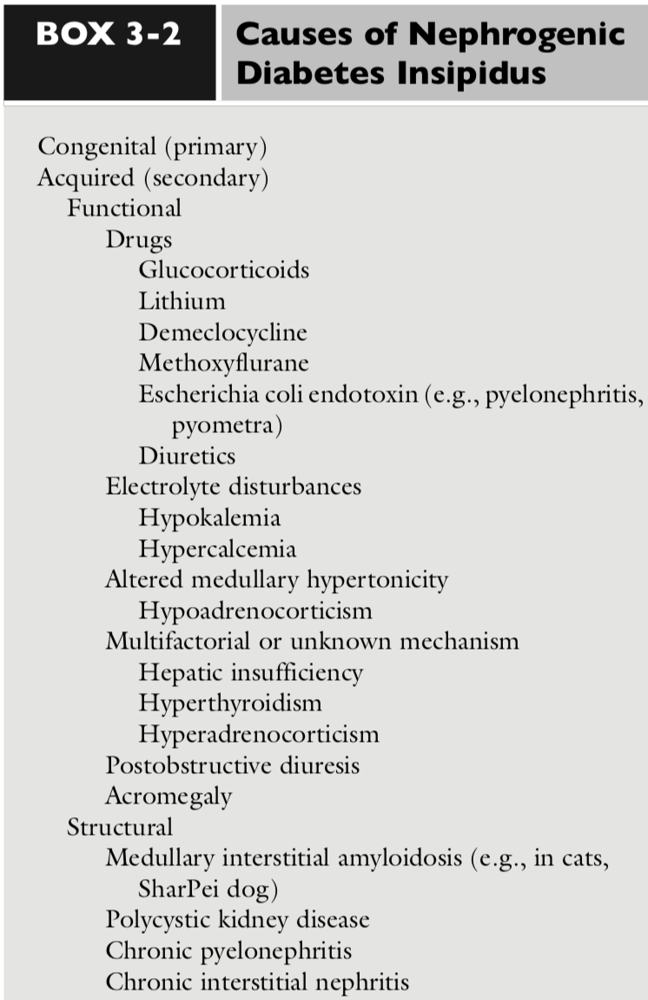 BOX 3-2
Causes of Nephrogenic
Diabetes Insipidus
Congenital (primary)
Acquired (secondary)
Functional
Drugs
Glucocorticoids
Lithium
Demeclocycline
Methoxyflurane
Escherichia coli endotoxin (e.g., pyelonephritis,
pyometra)
Diuretics
Electrolyte disturbances
Hypokalemia
Hypercalcemia
Altered medullary hypertonicity
Hypoadrenocorticism
Multifactorial or unknown mechanism
Hepatic insufficiency
Hyperthyroidism
Hyperadrenocorticism
Postobstructive diuresis
Acromegaly
Structural
Medullary interstitial amyloidosis (e.g., in cats,
SharPei dog)
Polycystic kidney disease
Chronic pyelonephritis
Chronic interstitial nephritis